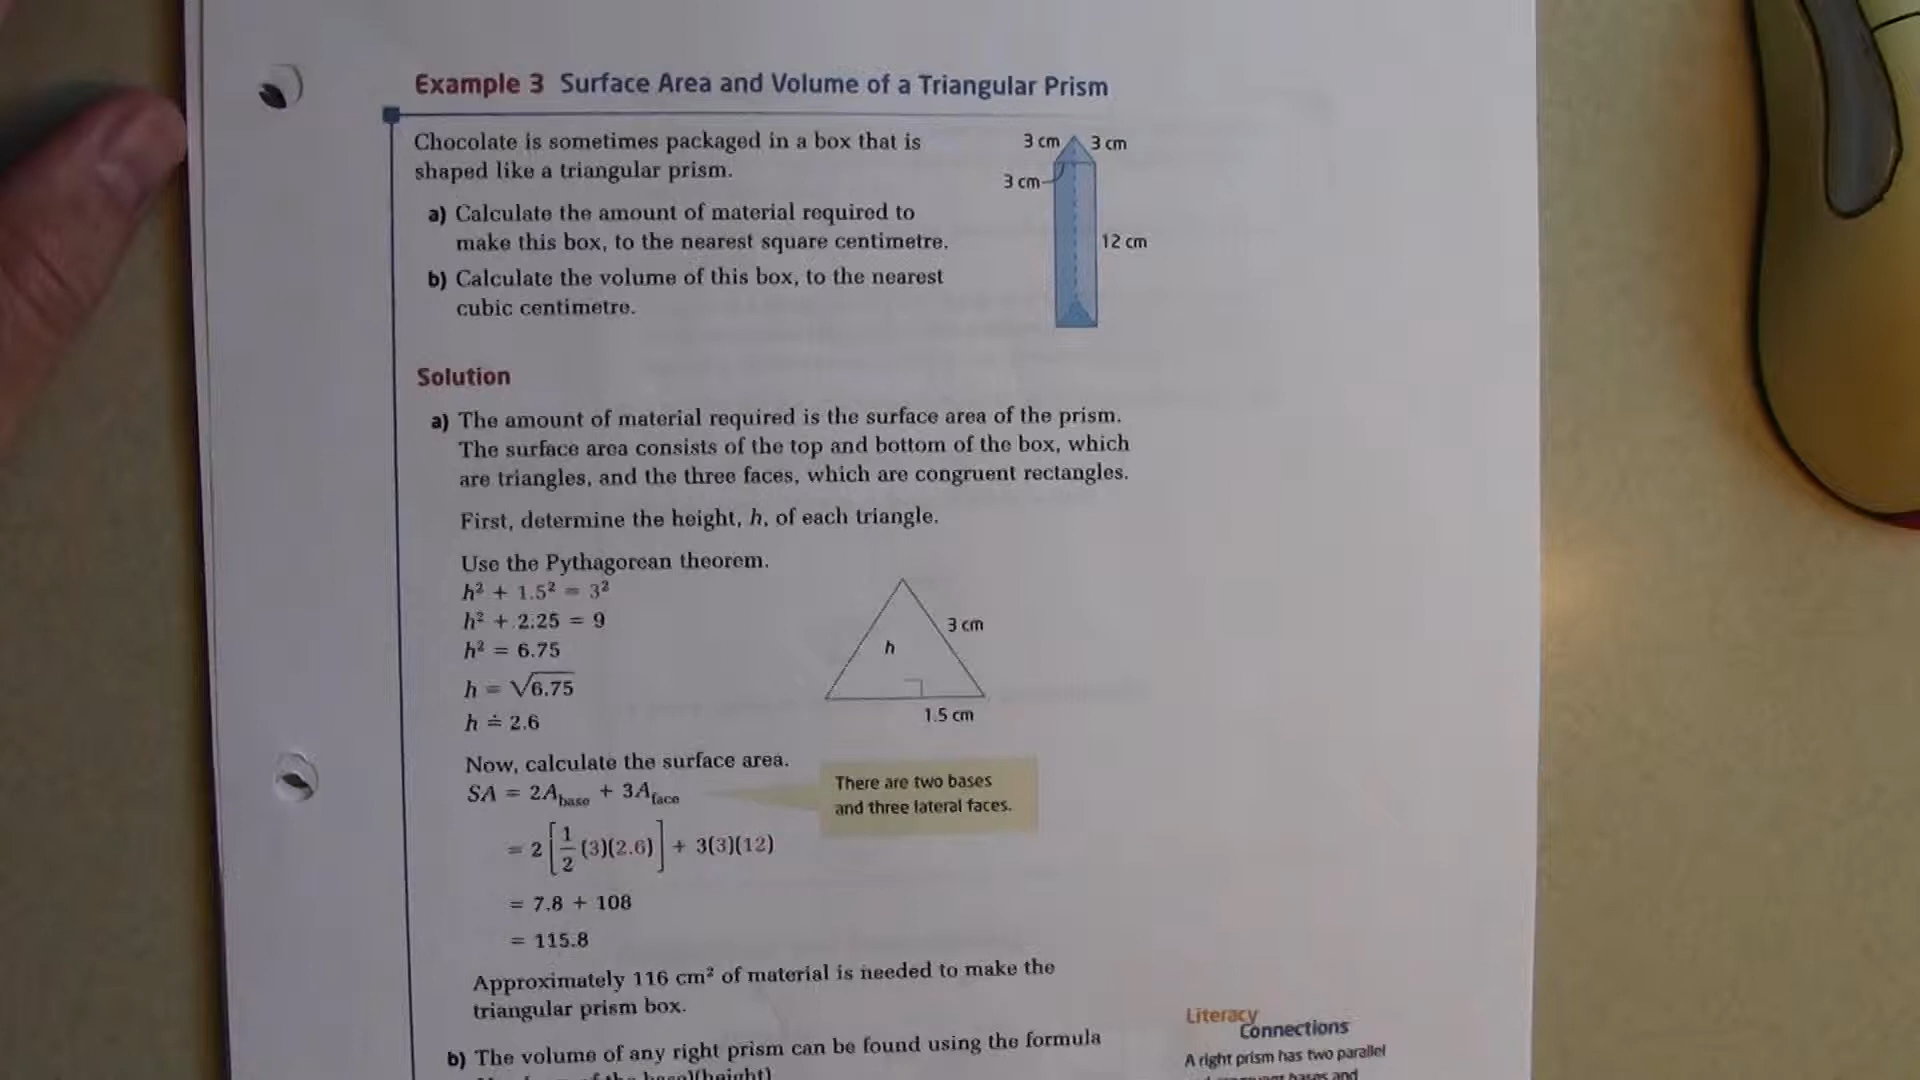 Example 3 Surface Area and Volume of a Triangular Prism
Chocolate is sometimes packaged in a box that is
shaped like a triangular prism.
a) Calculate the amount of material required to
make this box, to the nearest square centimetre.
b) Calculate the volume of this box, to the nearest
cubic centimetre.
3 cm 3 cm
3 cm
12 cm
Solution
a) The amount of material required is the surface area of the prism.
The surface area consists of the top and bottom of the box, which
are triangles, and the three faces, which are congruent rectangles.
First, determine the height, h, of each triangle.
Use the Pythagorean theorem.
h² + 1.5² = 3²
h² + 2.25 = 9
h² = 6.75
h = √6.75
h ≐ 2.6
3 cm
h
1.5 cm
Now, calculate the surface area.
SA = 2A_base + 3A_face
There are two bases
and three lateral faces.
= 2[1/2 (3)(2.6)] + 3(3)(12)
= 7.8 + 108
= 115.8
Approximately 116 cm² of material is needed to make the
triangular prism box.
b) The volume of any right prism can be found using the formula
Literacy
Connections
A right prism has two parallel